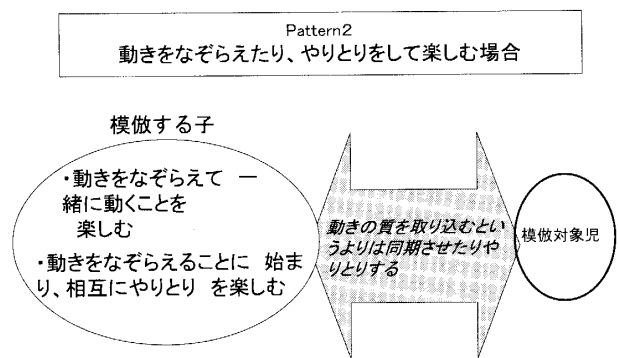 Pattern2
動きをなぞらえたり、やりとりをして楽しむ場合
模倣する子
・動きをなぞらえて 一
緒に動くことを
楽しむ
・動きをなぞらえることに 始ま
り、相互にやりとり を楽しむ
動きの質を取り込むとい
うよりは同期させたりや
りとりする
模倣対象児